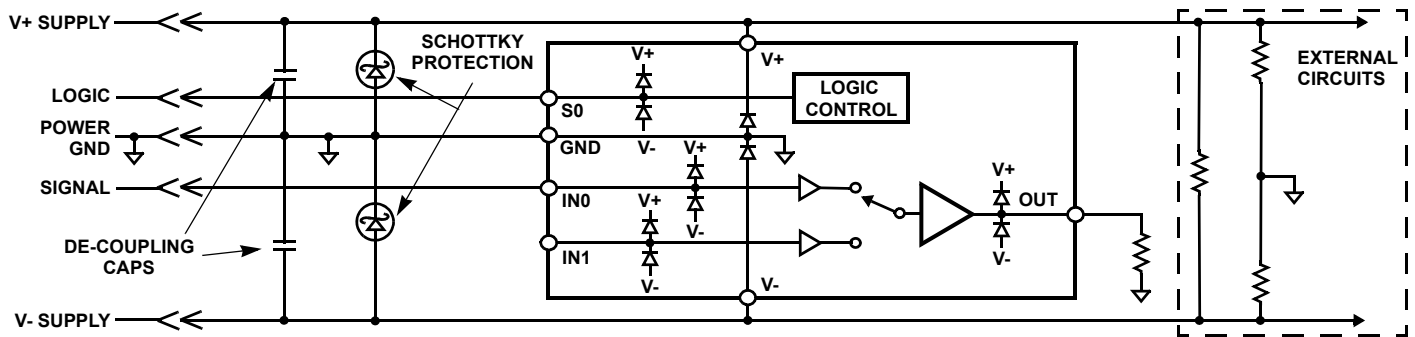 V+ SUPPLY
SCHOTTKY
PROTECTION
V+
V+
EXTERNAL
CIRCUITS
LOGIC
S0
LOGIC
CONTROL
POWER
GND
GND
V-
V+
SIGNAL
IN0
V+
V+
OUT
V-
IN1
V-
V-
DE-COUPLING
CAPS
V-
V- SUPPLY